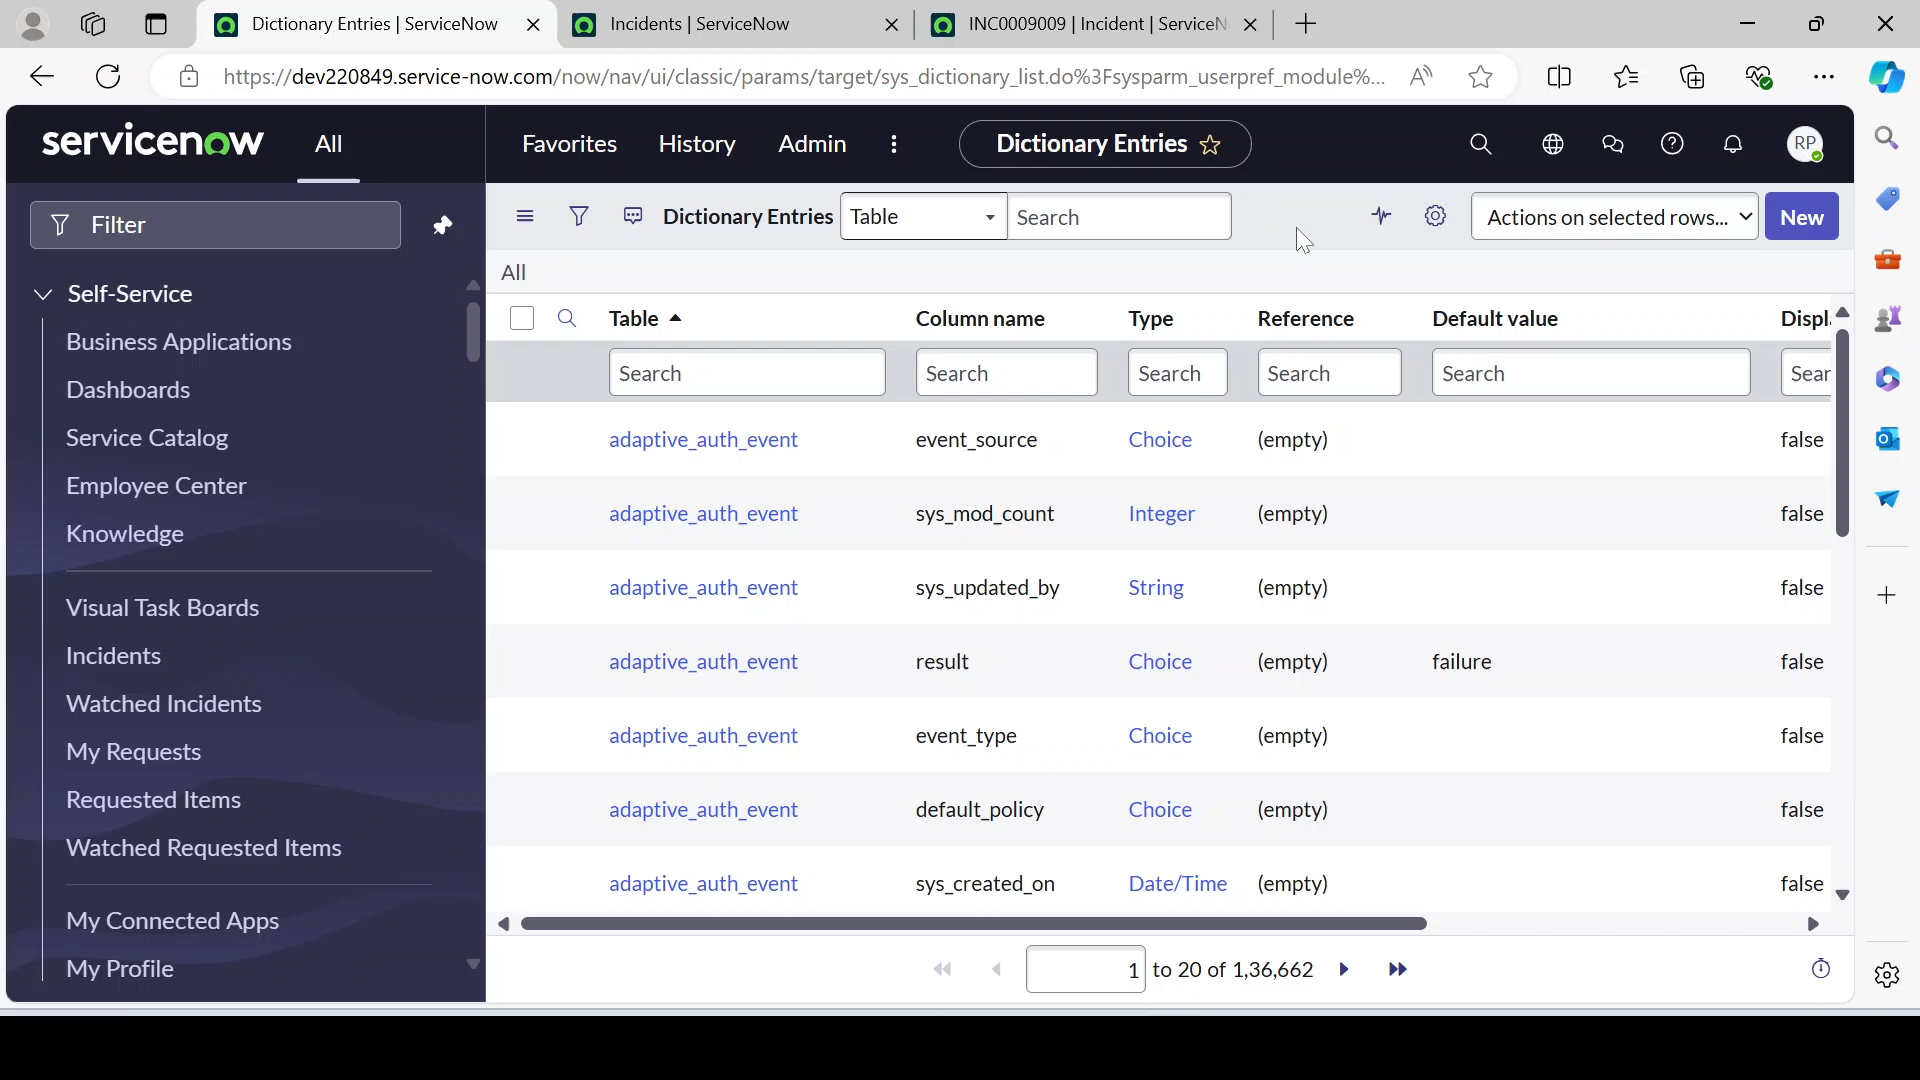 Dictionary Entries | ServiceNow
Incidents | ServiceNow
INC0009009 | Incident | ServiceN
https://dev220849.service-now.com/now/nav/ui/classic/params/target/sys_dictionary_list.do%3Fsysparm_userpref_module%...
servicenow
All
Favorites
History
Admin
Dictionary Entries
RP
Filter
Dictionary Entries
Table
Search
Actions on selected rows...
New
All
Self-Service
Business Applications
Dashboards
Service Catalog
Employee Center
Knowledge
Visual Task Boards
Incidents
Watched Incidents
My Requests
Requested Items
Watched Requested Items
My Connected Apps
My Profile
Table Column name Type Reference Default value Displ
Search Search Search Search Search Sear
adaptive_auth_event event_source Choice (empty) false
adaptive_auth_event sys_mod_count Integer (empty) false
adaptive_auth_event sys_updated_by String (empty) false
adaptive_auth_event result Choice (empty) failure false
adaptive_auth_event event_type Choice (empty) false
adaptive_auth_event default_policy Choice (empty) false
adaptive_auth_event sys_created_on Date/Time (empty) false
1 to 20 of 1,36,662